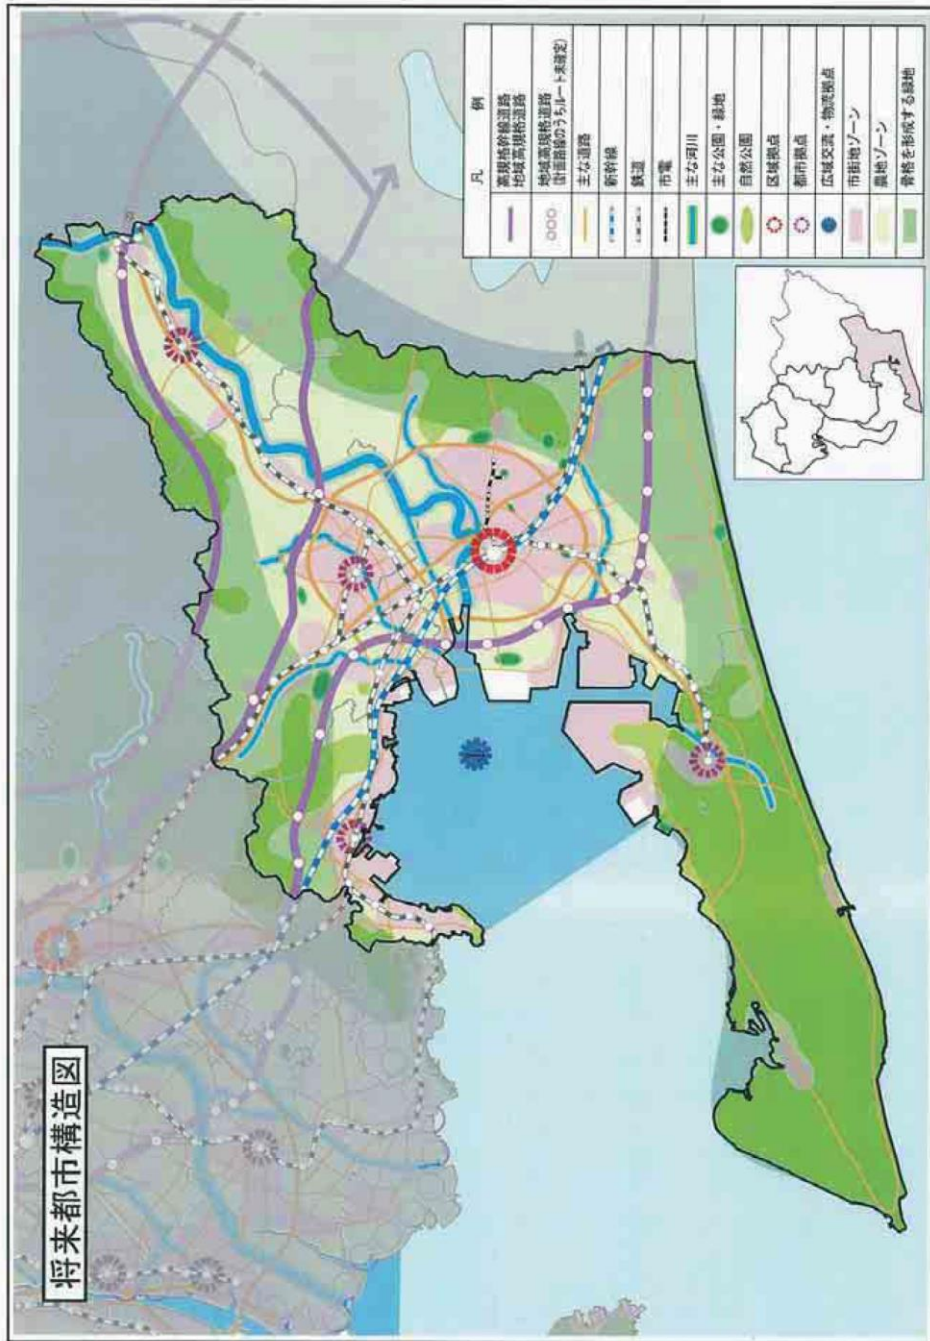 将来都市構造図
凡　例
高規格幹線道路
地域高規格道路
地域高規格道路
(計画路線のうちルート未確定)
主な道路
新幹線
鉄道
市電
主な河川
主な公園・緑地
自然公園
区域拠点
都市拠点
広域交流・物流拠点
市街地ゾーン
農地ゾーン
骨格を形成する緑地